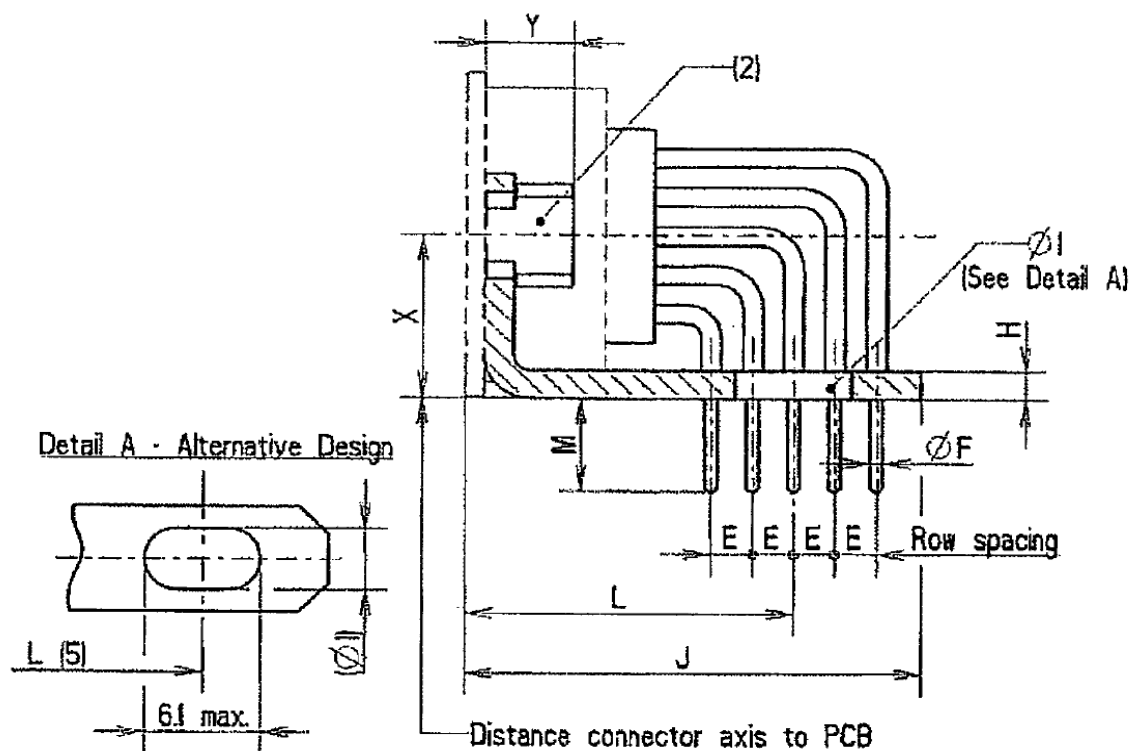 Y
(2)
ØI
(See Detail A)
X
H
M
ØF
Detail A - Alternative Design
E E E E Row spacing
L
(ØI)
L (5)
J
6.1 max.
Distance connector axis to PCB